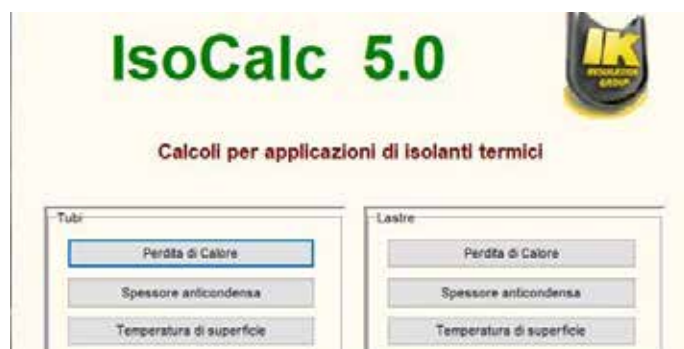 IsoCalc 5.0
IK
INSULATION
GROUP
Calcoli per applicazioni di isolanti termici
Tubi
Lastre
Perdita di Calore
Perdita di Calore
Spessore anticondensa
Spessore anticondensa
Temperatura di superficie
Temperatura di superficie